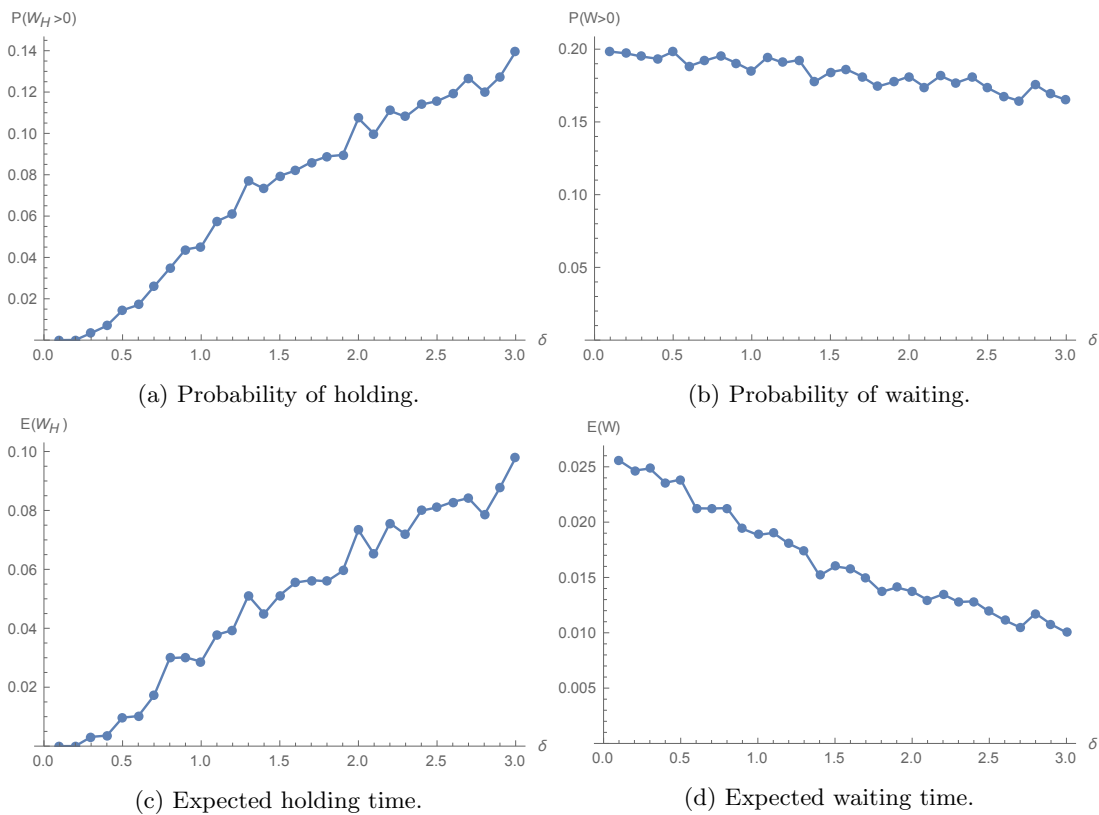 P(W_H >0)
0.14
0.12
0.10
0.08
0.06
0.04
0.02
0.0 0.5 1.0 1.5 2.0 2.5 3.0 δ
(a) Probability of holding.
P(W>0)
0.20
0.15
0.10
0.05
0.0 0.5 1.0 1.5 2.0 2.5 3.0 δ
(b) Probability of waiting.
E(W_H )
0.10
0.08
0.06
0.04
0.02
0.0 0.5 1.0 1.5 2.0 2.5 3.0 δ
(c) Expected holding time.
E(W)
0.025
0.020
0.015
0.010
0.005
0.0 0.5 1.0 1.5 2.0 2.5 3.0 δ
(d) Expected waiting time.